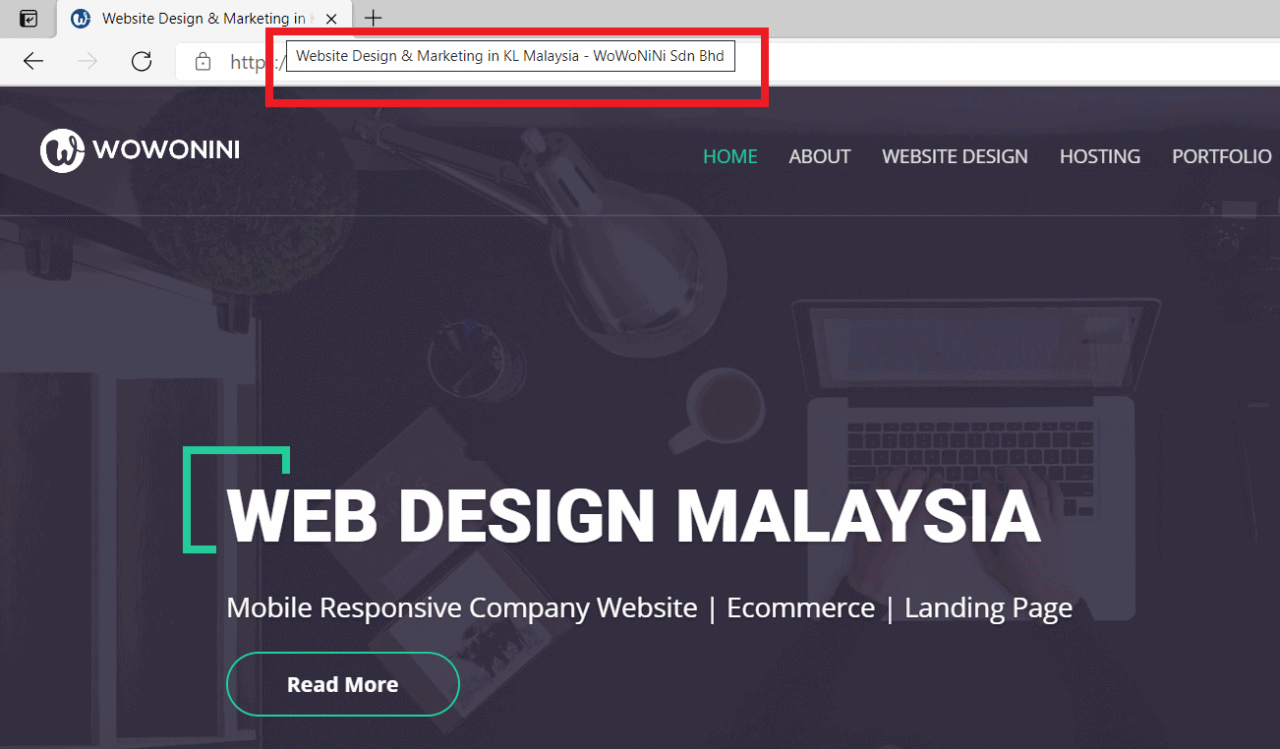 Website Design & Marketing in
Website Design & Marketing in KL Malaysia - WoWoNiNi Sdn Bhd
http
WOWONINI
HOME ABOUT WEBSITE DESIGN HOSTING PORTFOLIO
WEB DESIGN MALAYSIA
Mobile Responsive Company Website | Ecommerce | Landing Page
Read More